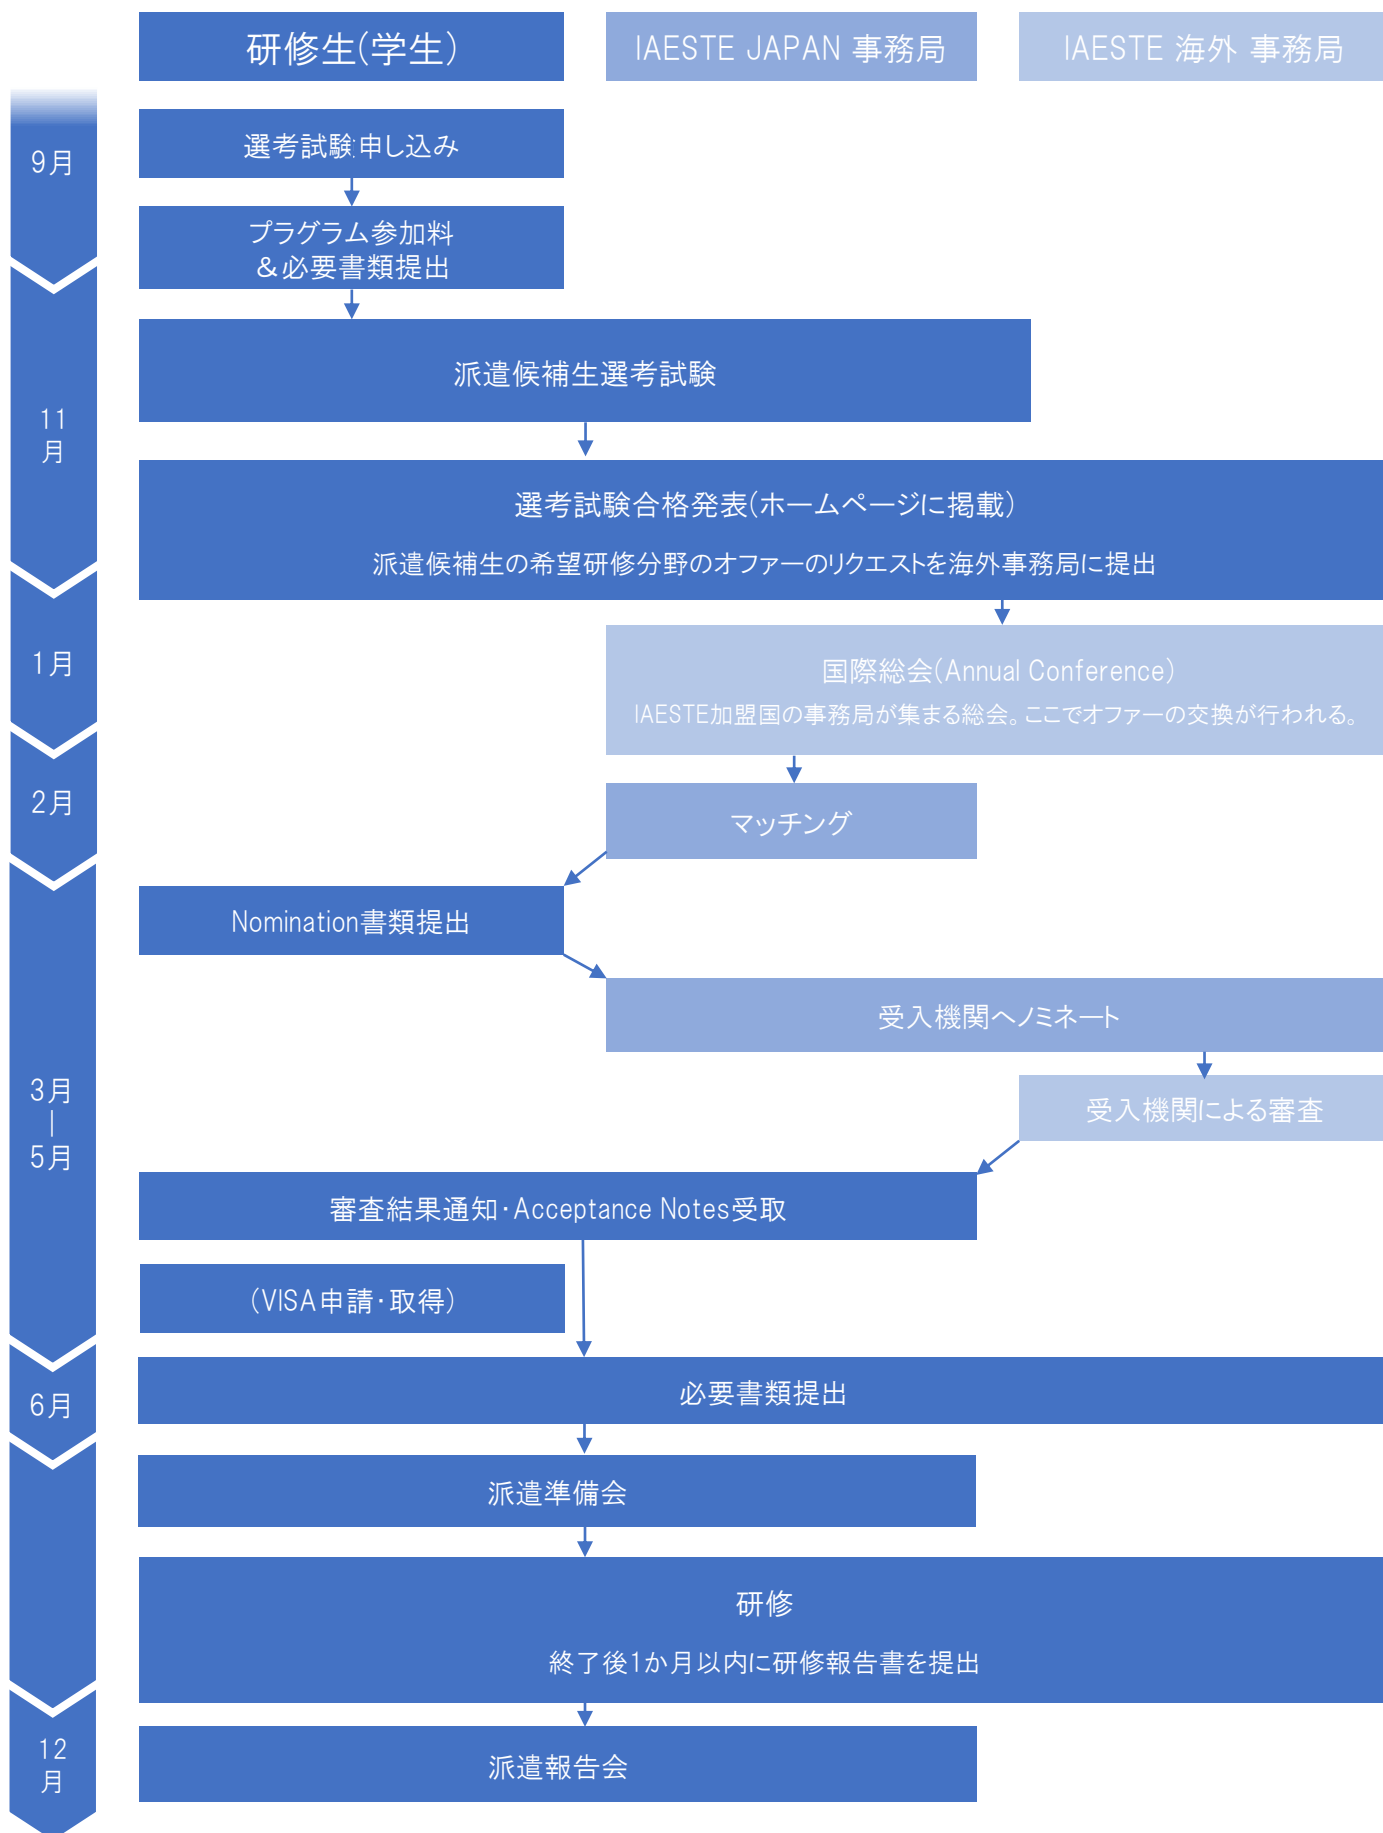 研修生(学生)
IAESTE JAPAN 事務局
IAESTE 海外 事務局
9月
選考試験申し込み
プラグラム参加料
＆必要書類提出
11
月
派遣候補生選考試験
選考試験合格発表(ホームページに掲載)
派遣候補生の希望研修分野のオファーのリクエストを海外事務局に提出
1月
国際総会(Annual Conference)
IAESTE加盟国の事務局が集まる総会。ここでオファーの交換が行われる。
2月
マッチング
Nomination書類提出
受入機関へノミネート
3月
｜
5月
受入機関による審査
審査結果通知・Acceptance Notes受取
(VISA申請・取得)
6月
必要書類提出
派遣準備会
研修
終了後1か月以内に研修報告書を提出
12
月
派遣報告会